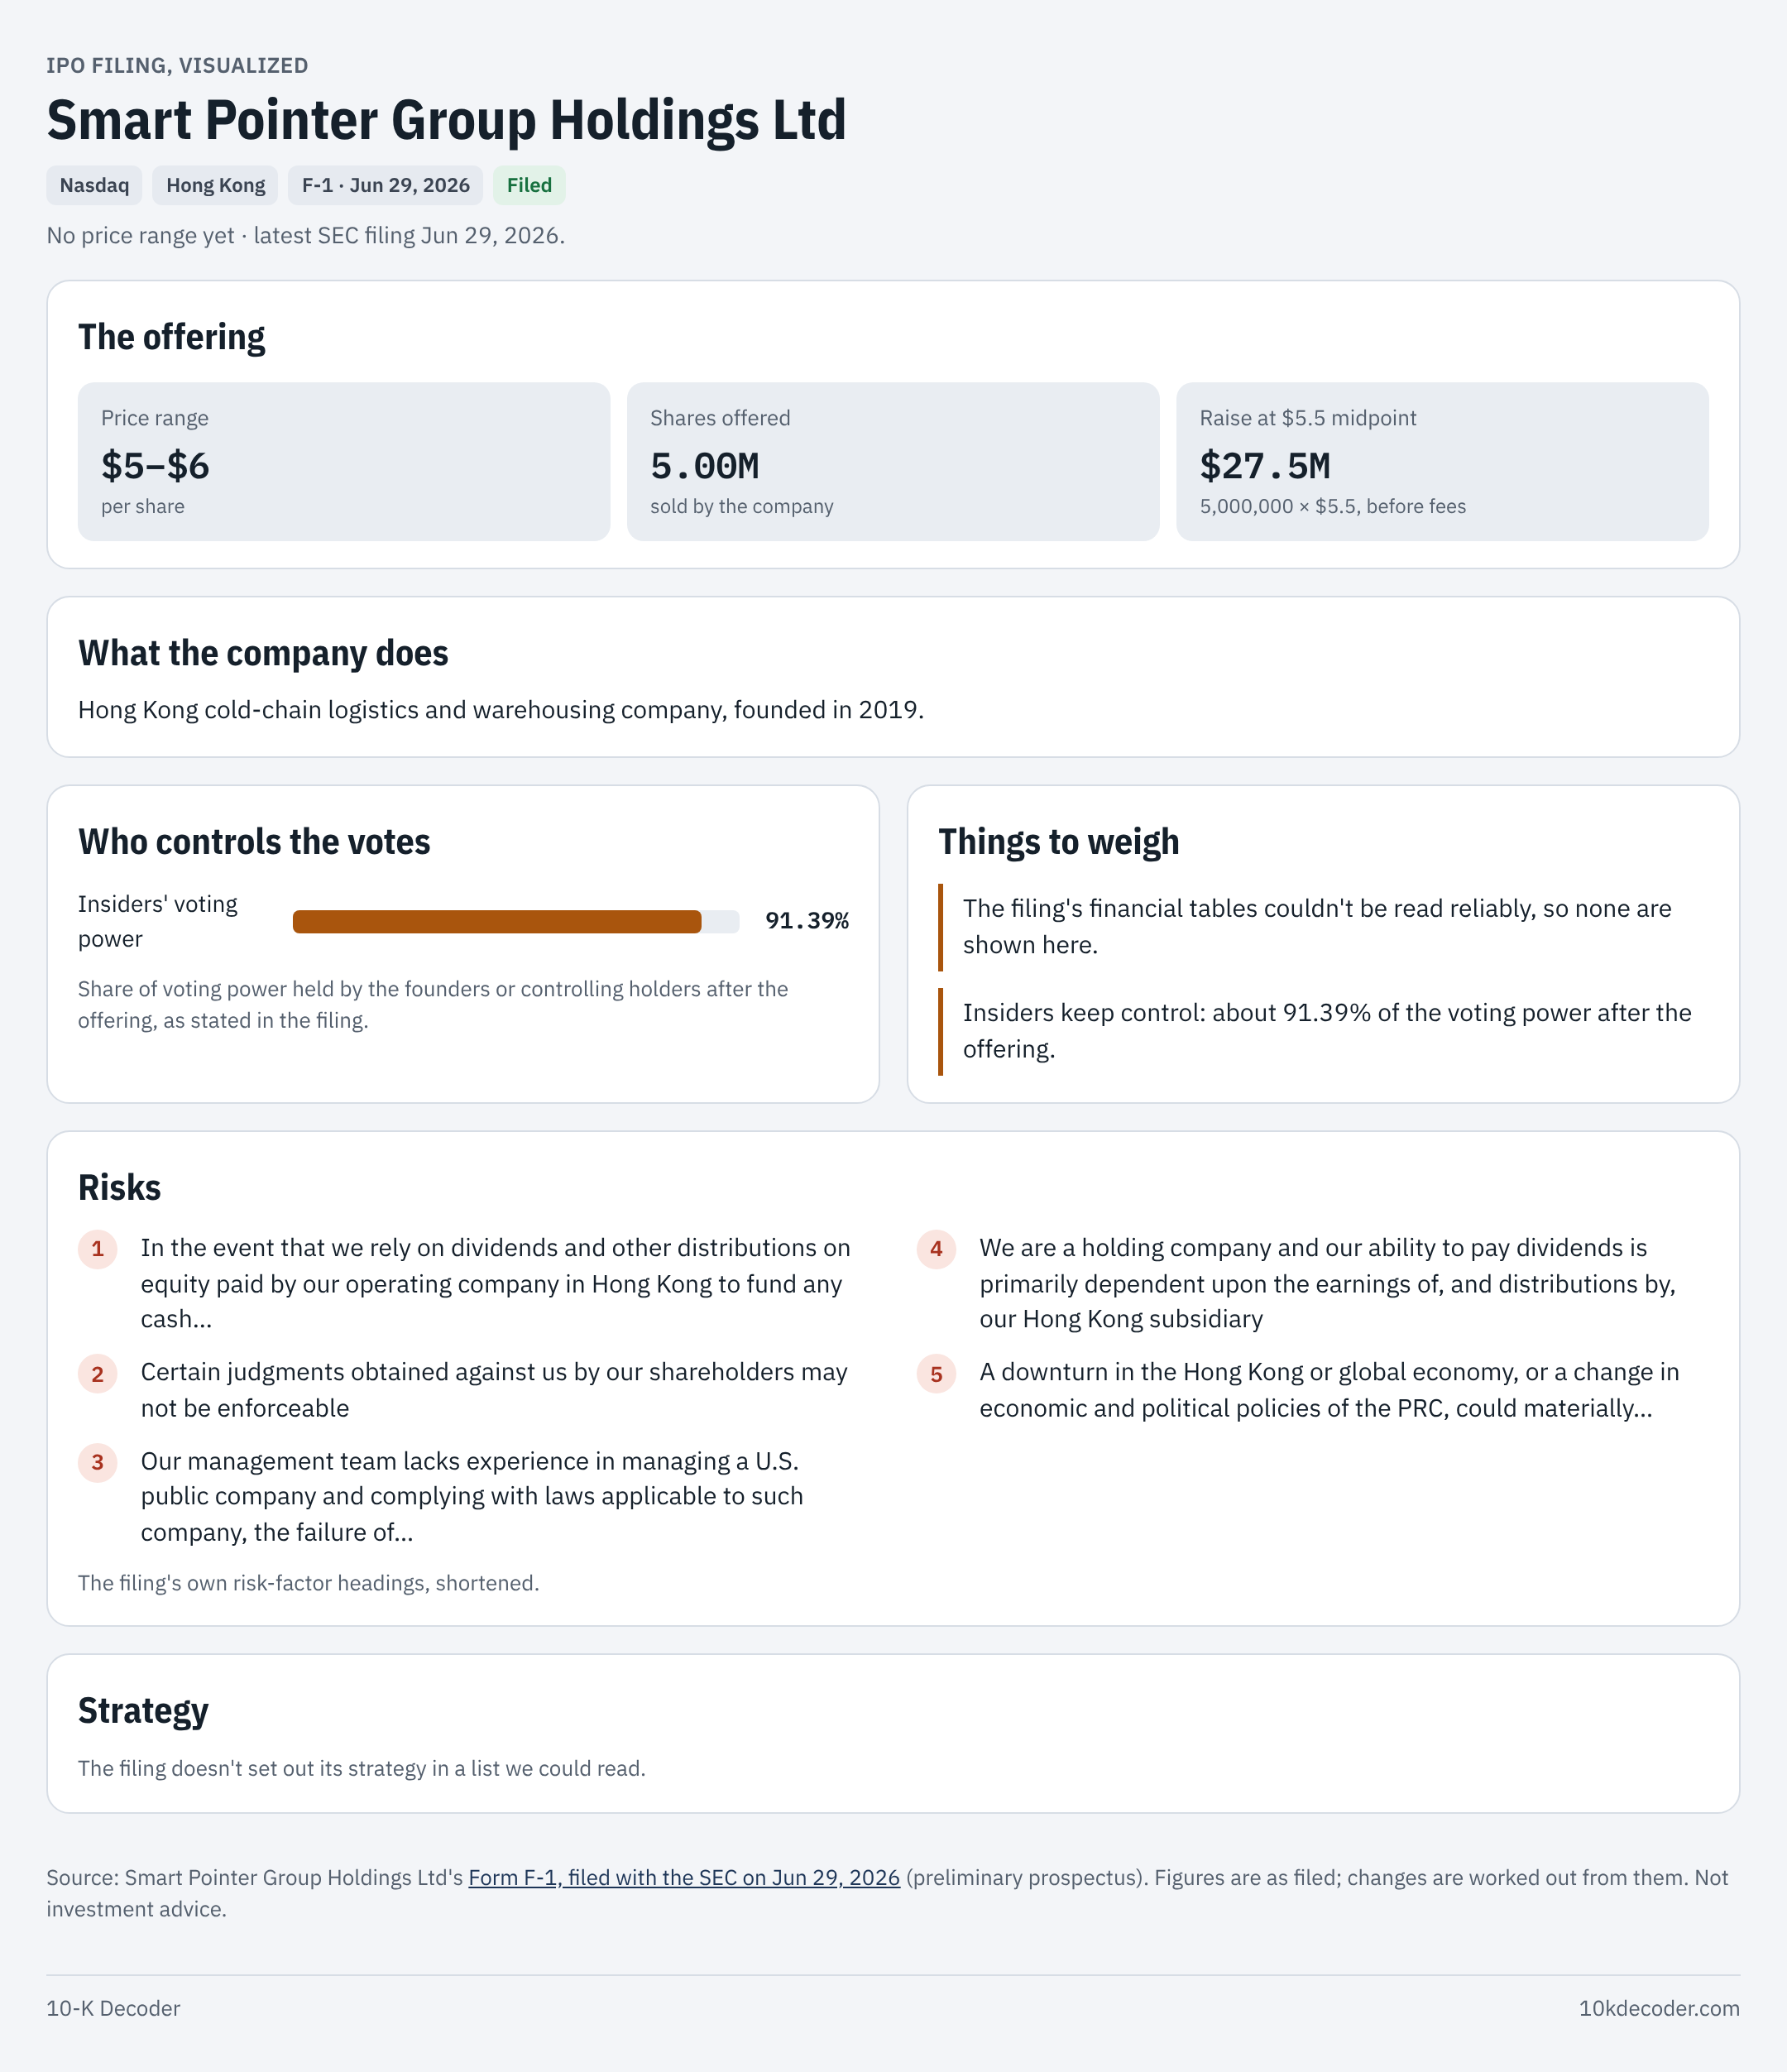 IPO FILING, VISUALIZED
Smart Pointer Group Holdings Ltd
Nasdaq
Hong Kong
F-1 · Jun 29, 2026
Filed
No price range yet · latest SEC filing Jun 29, 2026.
The offering
Price range
$5–$6
per share
Shares offered
5.00M
sold by the company
Raise at $5.5 midpoint
$27.5M
5,000,000 × $5.5, before fees
What the company does
Hong Kong cold-chain logistics and warehousing company, founded in 2019.
Who controls the votes
Insiders' voting
power
91.39%
Share of voting power held by the founders or controlling holders after the
offering, as stated in the filing.
Things to weigh
The filing's financial tables couldn't be read reliably, so none are
shown here.
Insiders keep control: about 91.39% of the voting power after the
offering.
Risks
1
In the event that we rely on dividends and other distributions on
equity paid by our operating company in Hong Kong to fund any
cash…
2
Certain judgments obtained against us by our shareholders may
not be enforceable
3
Our management team lacks experience in managing a U.S.
public company and complying with laws applicable to such
company, the failure of…
4
We are a holding company and our ability to pay dividends is
primarily dependent upon the earnings of, and distributions by,
our Hong Kong subsidiary
5
A downturn in the Hong Kong or global economy, or a change in
economic and political policies of the PRC, could materially…
The filing's own risk-factor headings, shortened.
Strategy
The filing doesn't set out its strategy in a list we could read.
Source: Smart Pointer Group Holdings Ltd's Form F-1, filed with the SEC on Jun 29, 2026 (preliminary prospectus). Figures are as filed; changes are worked out from them. Not
investment advice.
10-K Decoder
10kdecoder.com